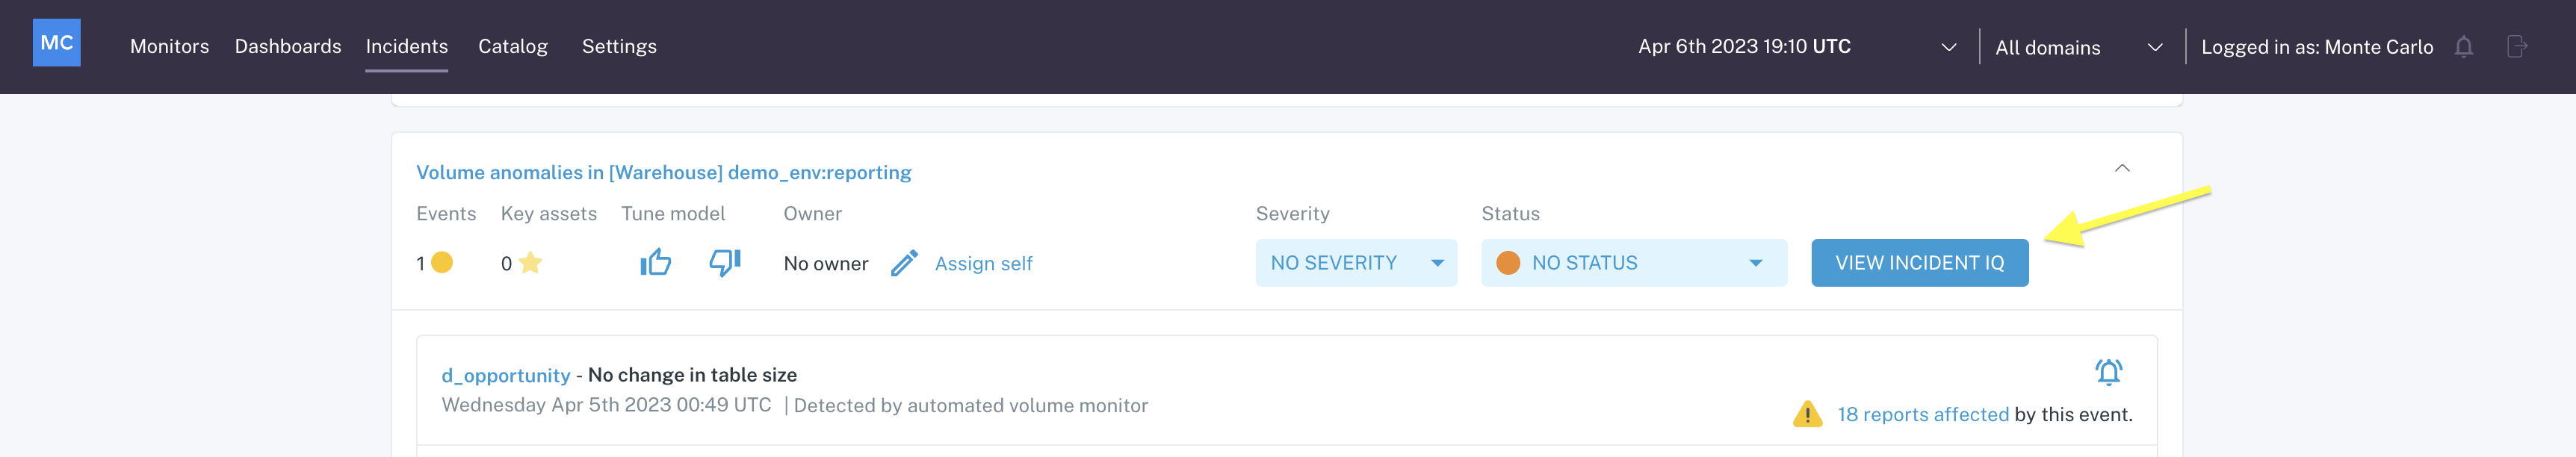 MC Monitors Dashboards Incidents Catalog Settings Apr 6th 2023 19:10 UTC All domains Logged in as: Monte Carlo
Volume anomalies in [Warehouse] demo_env:reporting
Events Key assets Tune model Owner Severity Status
1 0 No owner Assign self NO SEVERITY NO STATUS VIEW INCIDENT IQ
d_opportunity - No change in table size
Wednesday Apr 5th 2023 00:49 UTC | Detected by automated volume monitor
18 reports affected by this event.